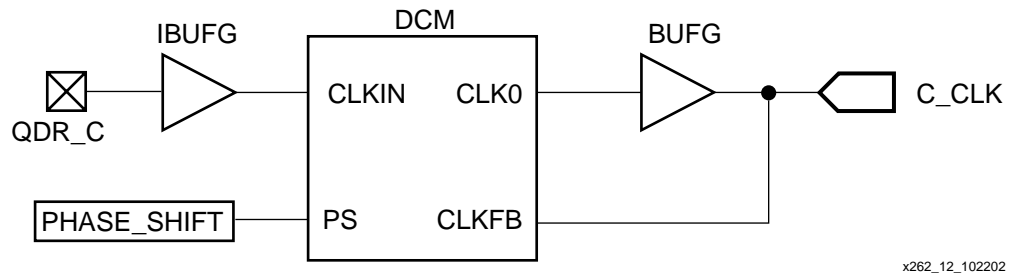 DCM
IBUFG
BUFG
CLKIN
CLK0
C_CLK
QDR_C
PHASE_SHIFT
PS
CLKFB
x262_12_102202